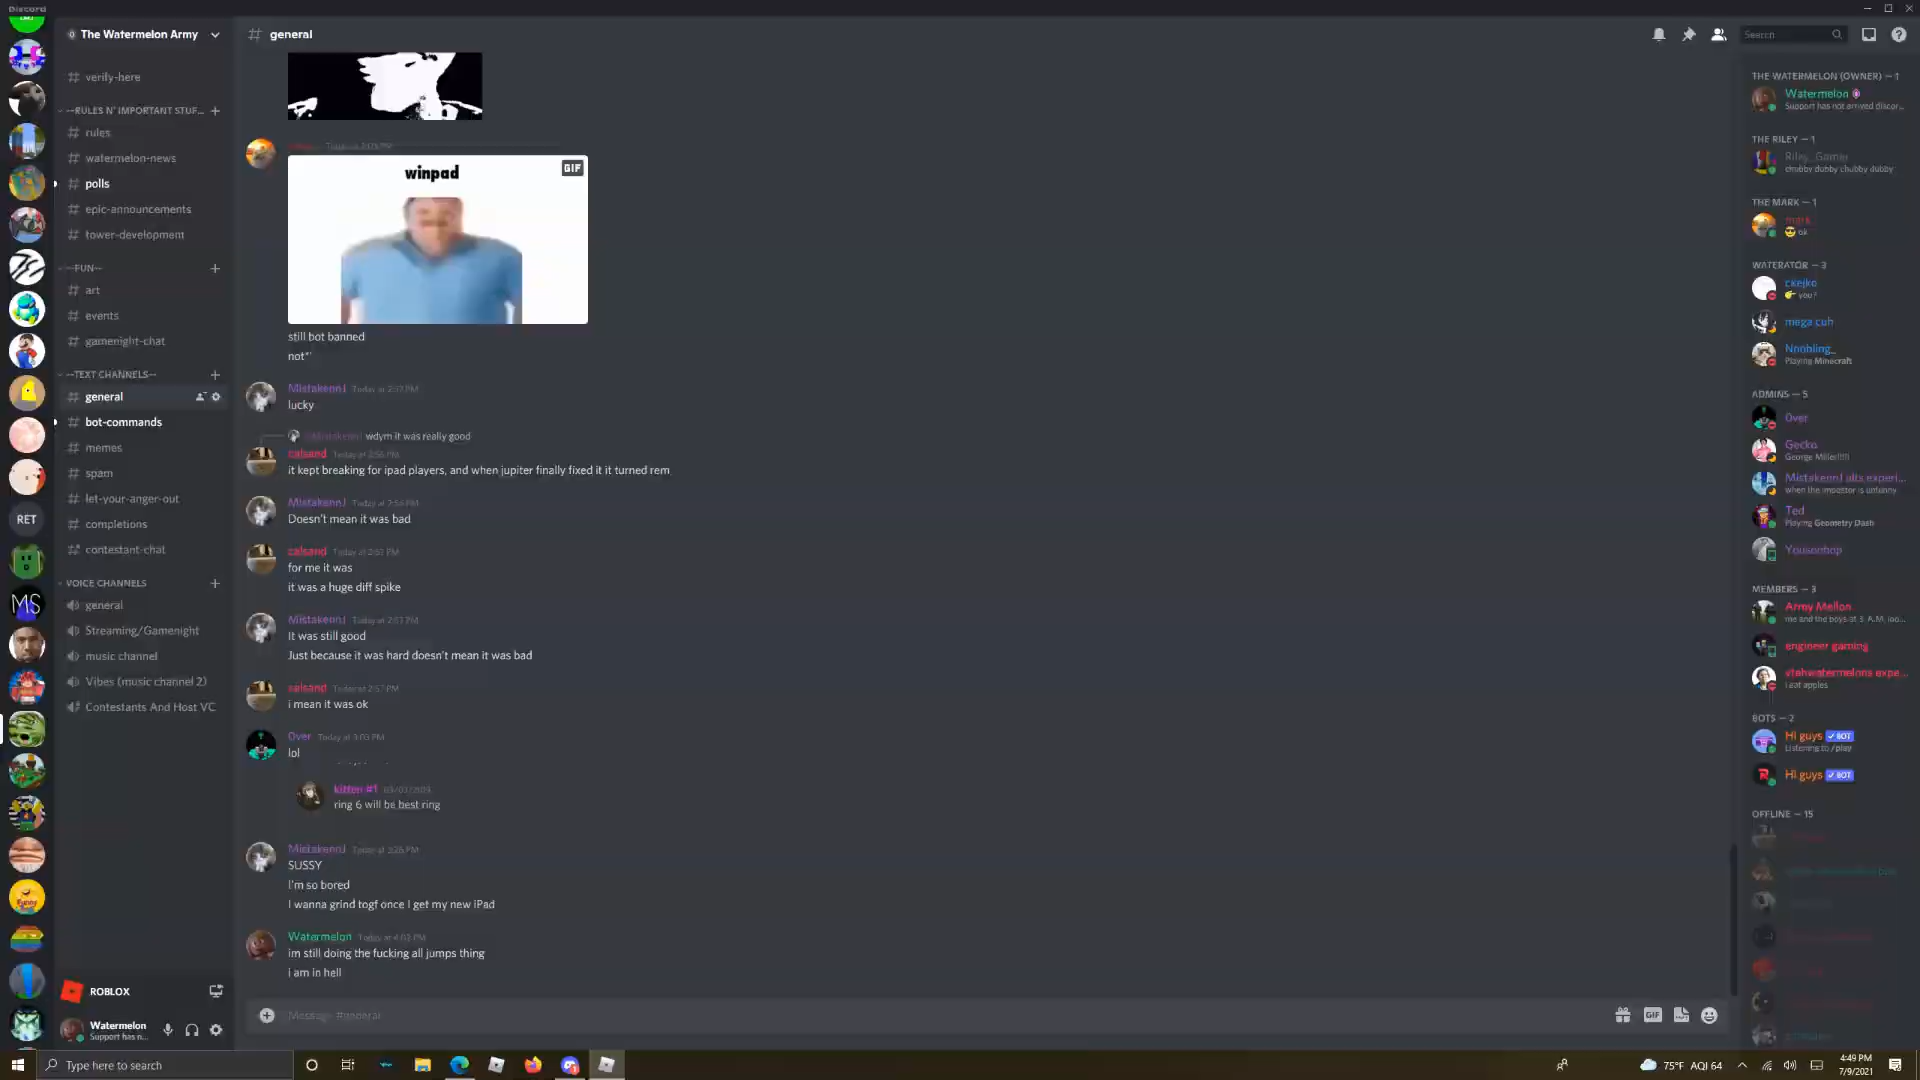 Discord
The Watermelon Army
verify-here
--RULES N' IMPORTANT STUF...
rules
watermelon-news
polls
epic-announcements
tower-development
--FUN--
art
events
gamenight-chat
--TEXT CHANNELS--
general
bot-commands
memes
spam
let-your-anger-out
completions
contestant-chat
VOICE CHANNELS
general
Streaming/Gamenight
music channel
Vibes (music channel 2)
Contestants And Host VC
RET
MS
ROBLOX
Watermelon
Support has n...
# general
Search
winpad
GIF
still bot banned
not*'
MistakennJ Today at 2:37 PM
lucky
wdym it was really good
calsand Today at 2:56 PM
it kept breaking for ipad players, and when jupiter finally fixed it it turned rem
MistakennJ Today at 2:56 PM
Doesn't mean it was bad
calsand Today at 2:57 PM
for me it was
it was a huge diff spike
MistakennJ Today at 2:57 PM
It was still good
Just because it was hard doesn't mean it was bad
calsand Today at 2:57 PM
i mean it was ok
Over Today at 3:03 PM
lol
kitten #1
ring 6 will be best ring
MistakennJ Today at 3:26 PM
SUSSY
I'm so bored
I wanna grind togf once I get my new iPad
Watermelon Today at 4:03 PM
im still doing the fucking all jumps thing
i am in hell
Message #general
GIF
THE WATERMELON (OWNER) — 1
Watermelon
Support has not arrived discor...
THE RILEY — 1
Riley_Gamer
chubby dubby chubby dubby
THE MARK — 1
mark
😎 ok
WATERATOR — 3
ckejko
👉 you?
mega cuh
Nnobling_
Playing Minecraft
ADMINS — 5
Over
Gecko
George Miller!!!!!
MistakennJ alts experi...
when the impostor is unfunny
Ted
Playing Geometry Dash
Yousonhop
MEMBERS — 3
Army Mellon
me and the boys at 3 A.M, loo...
engineer gaming
vtehwatermelons expe...
i eat apples
BOTS — 2
Hi guys BOT
Listening to /play
Hi guys BOT
OFFLINE — 15
Type here to search
75°F AQI 64
4:49 PM
7/9/2021